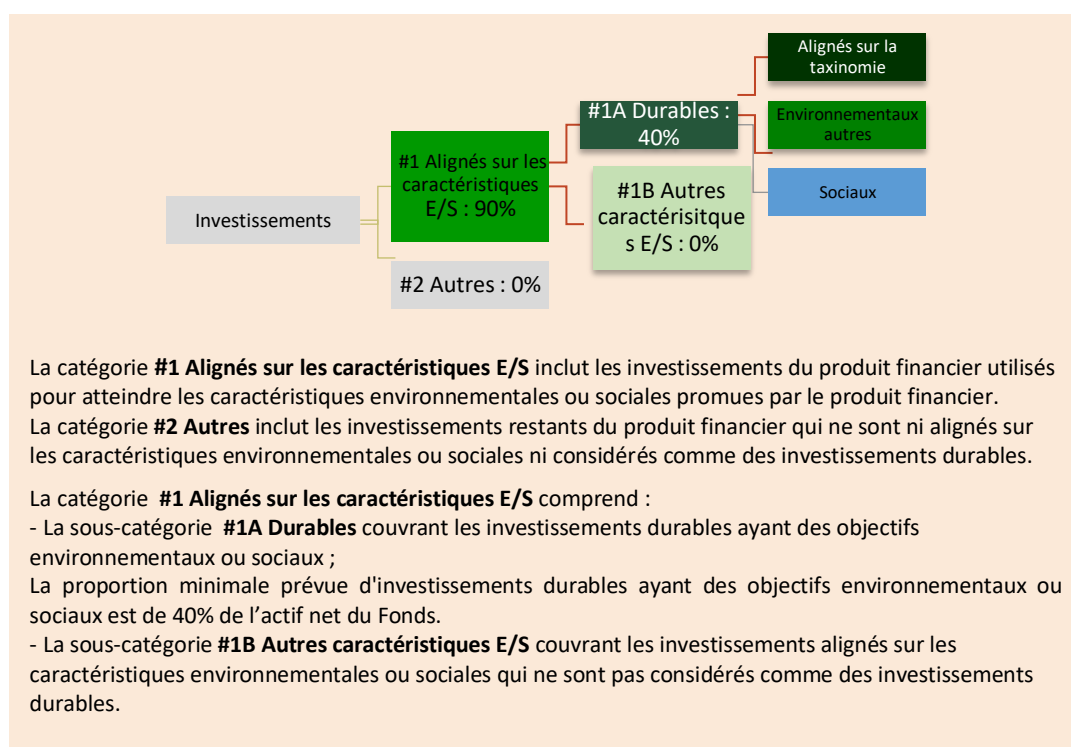 Alignés sur la
taxinomie
#1A Durables :
40%
Environnementaux
autres
#1 Alignés sur les
caractéristiques
E/S : 90%
#1B Autres
caractérisitque
s E/S : 0%
Sociaux
Investissements
#2 Autres : 0%
La catégorie #1 Alignés sur les caractéristiques E/S inclut les investissements du produit financier utilisés
pour atteindre les caractéristiques environnementales ou sociales promues par le produit financier.
La catégorie #2 Autres inclut les investissements restants du produit financier qui ne sont ni alignés sur
les caractéristiques environnementales ou sociales ni considérés comme des investissements durables.
La catégorie #1 Alignés sur les caractéristiques E/S comprend :
- La sous-catégorie #1A Durables couvrant les investissements durables ayant des objectifs
environnementaux ou sociaux ;
La proportion minimale prévue d'investissements durables ayant des objectifs environnementaux ou
sociaux est de 40% de l’actif net du Fonds.
- La sous-catégorie #1B Autres caractéristiques E/S couvrant les investissements alignés sur les
caractéristiques environnementales ou sociales qui ne sont pas considérés comme des investissements
durables.